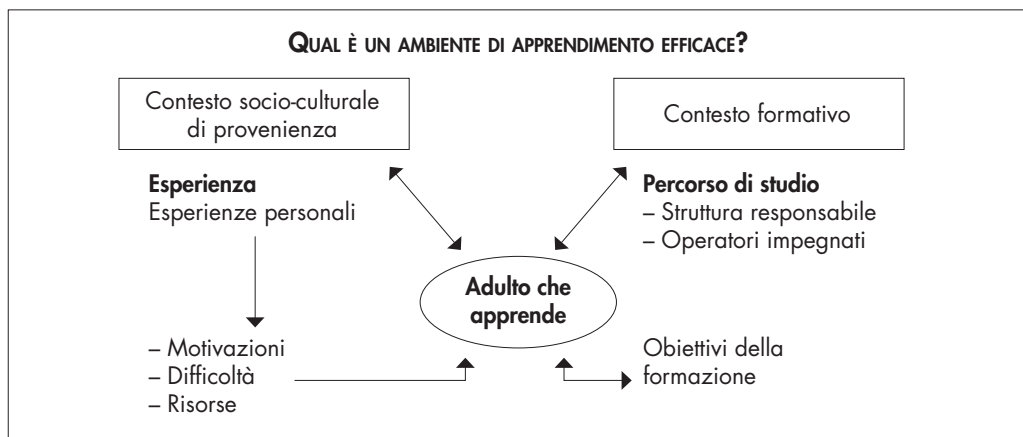 QUAL È UN AMBIENTE DI APPRENDIMENTO EFFICACE?
Contesto socio-culturale
di provenienza
Contesto formativo
Esperienza
Esperienze personali
Percorso di studio
– Struttura responsabile
– Operatori impegnati
Adulto che
apprende
– Motivazioni
– Difficoltà
– Risorse
Obiettivi della
formazione